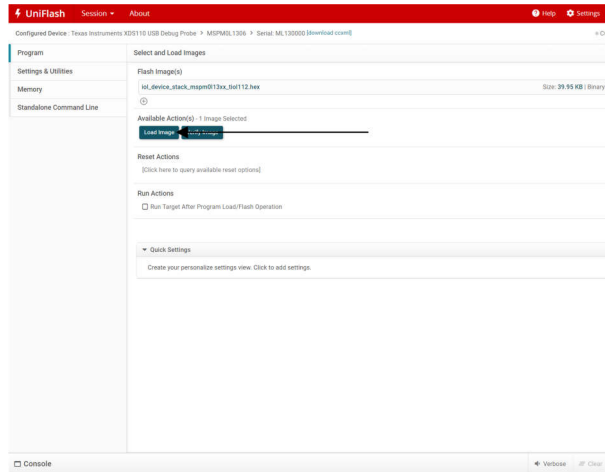 UniFlash Session About Help Settings
Configured Device : Texas Instruments XDS110 USB Debug Probe > MSPM0L1306 > Serial: ML130000 [download ccxml]
Program
Settings & Utilities
Memory
Standalone Command Line
Select and Load Images
Flash Image(s)
iol_device_stack_mspm0l13xx_tiol112.hex Size: 39.95 KB | Binary
Available Action(s) - 1 Image Selected
Load Image Image
Reset Actions
[Click here to query available reset options]
Run Actions
Run Target After Program Load/Flash Operation
Quick Settings
Create your personalize settings view. Click to add settings.
Console Verbose Clear